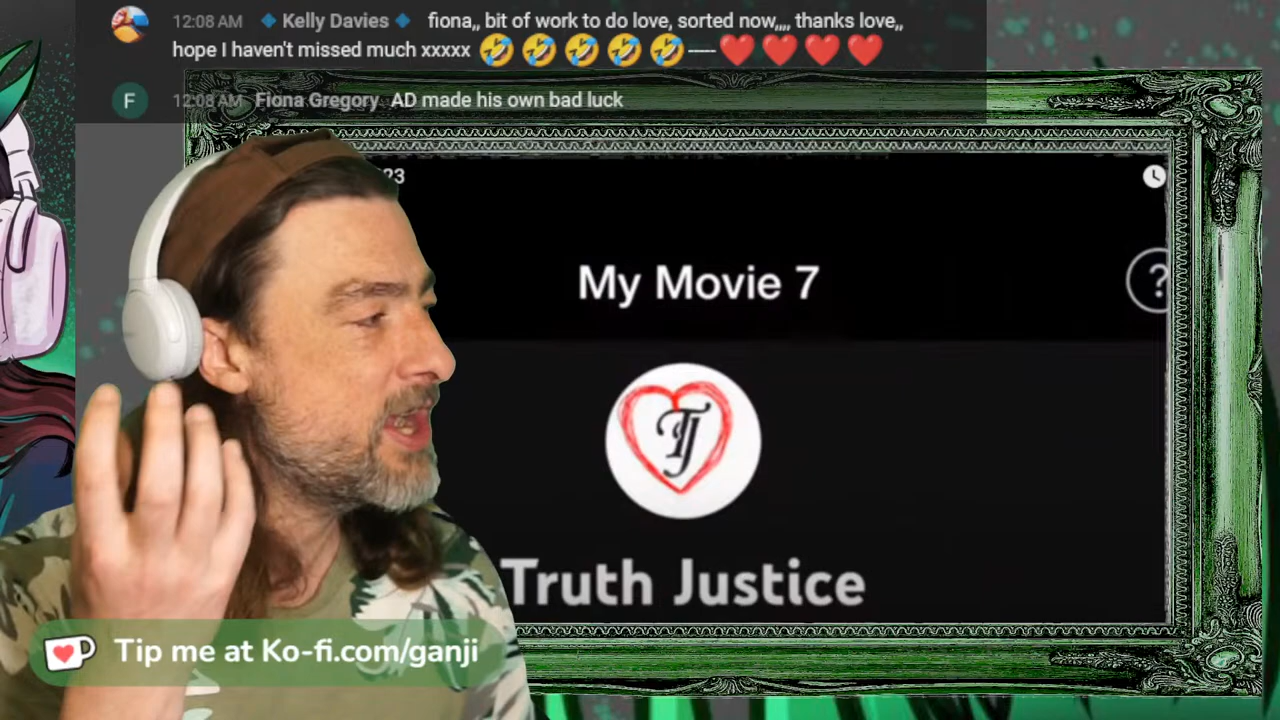 12:08 AM 🔹 Kelly Davies 🔹 fiona,, bit of work to do love, sorted now,,,, thanks love,,
hope I haven't missed much xxxxx 🤣🤣🤣🤣🤣-----❤️❤️❤️❤️
F 12:08 AM Fiona Gregory AD made his own bad luck
23
My Movie 7
?
TJ
Truth Justice
Tip me at Ko-fi.com/ganji